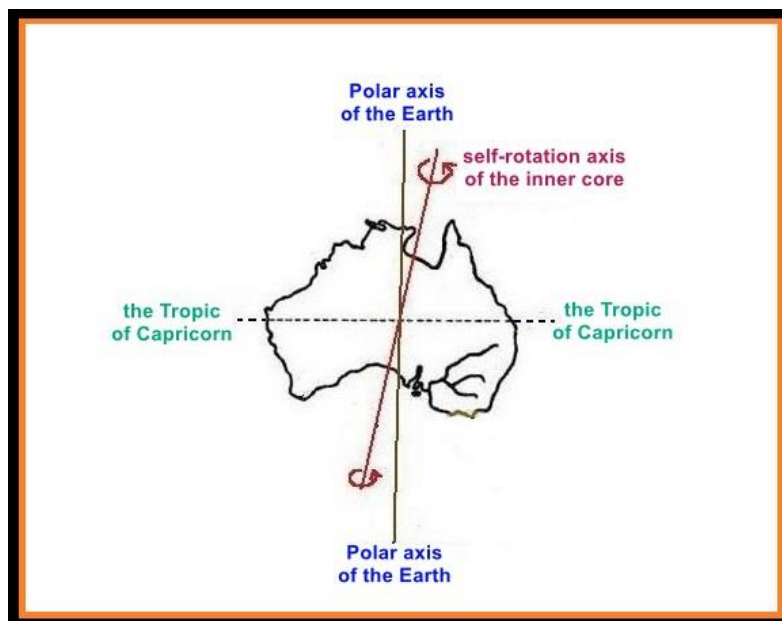 Polar axis
of the Earth
self-rotation axis
of the inner core
the Tropic
of Capricorn
the Tropic
of Capricorn
Polar axis
of the Earth